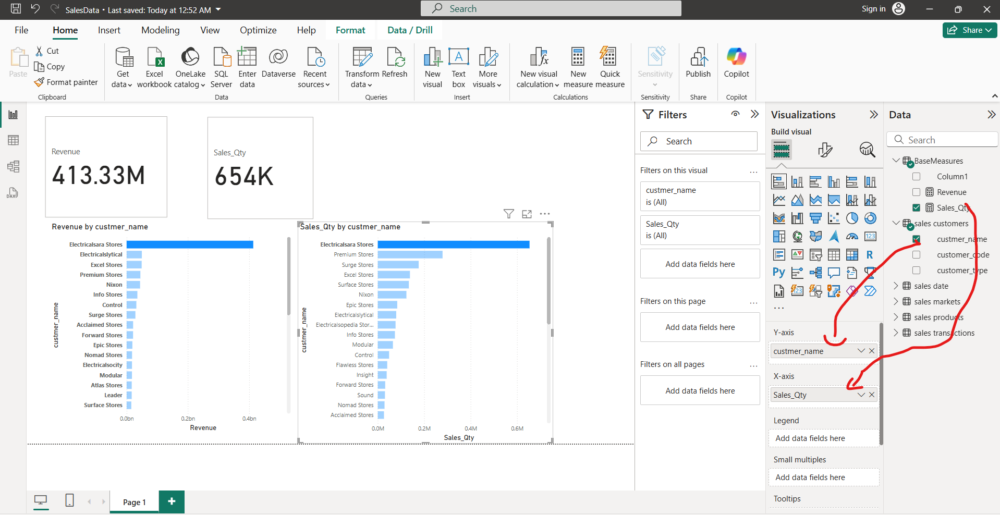 SalesData • Last saved: Today at 12:52 AM
Search
Sign in
File
Home
Insert
Modeling
View
Optimize
Help
Format
Data / Drill
Share
Paste
Cut
Copy
Format painter
Clipboard
Get data
Excel workbook
OneLake catalog
SQL Server
Enter data
Dataverse
Recent sources
Data
Transform data
Refresh
Queries
New visual
Text box
More visuals
Insert
New visual calculation
New measure
Quick measure
Calculations
Sensitivity
Sensitivity
Publish
Share
Copilot
Copilot
Revenue
413.33M
Sales_Qty
654K
Revenue by custmer_name
custmer_name
Electricalsara Stores
Electricalslytical
Excel Stores
Premium Stores
Nixon
Info Stores
Control
Surge Stores
Acclaimed Stores
Forward Stores
Epic Stores
Nomad Stores
Electricalsocity
Modular
Atlas Stores
Leader
Surface Stores
0.0bn
0.2bn
0.4bn
Revenue
Sales_Qty by custmer_name
custmer_name
Electricalsara Stores
Premium Stores
Surge Stores
Excel Stores
Surface Stores
Nixon
Epic Stores
Electricalslytical
Electricalsopedia Stor...
Info Stores
Modular
Control
Flawless Stores
Insight
Forward Stores
Sound
Nomad Stores
Acclaimed Stores
0.0M
0.2M
0.4M
0.6M
Sales_Qty
Page 1
Filters
Search
Filters on this visual
custmer_name
is (All)
Sales_Qty
is (All)
Add data fields here
Filters on this page
Add data fields here
Filters on all pages
Add data fields here
Visualizations
Build visual
123
R
Py
123
Y-axis
custmer_name
X-axis
Sales_Qty
Legend
Add data fields here
Small multiples
Add data fields here
Tooltips
Data
Search
BaseMeasures
Column1
Revenue
Sales_Qty
sales customers
custmer_name
customer_code
customer_type
sales date
sales markets
sales products
sales transactions
DAX